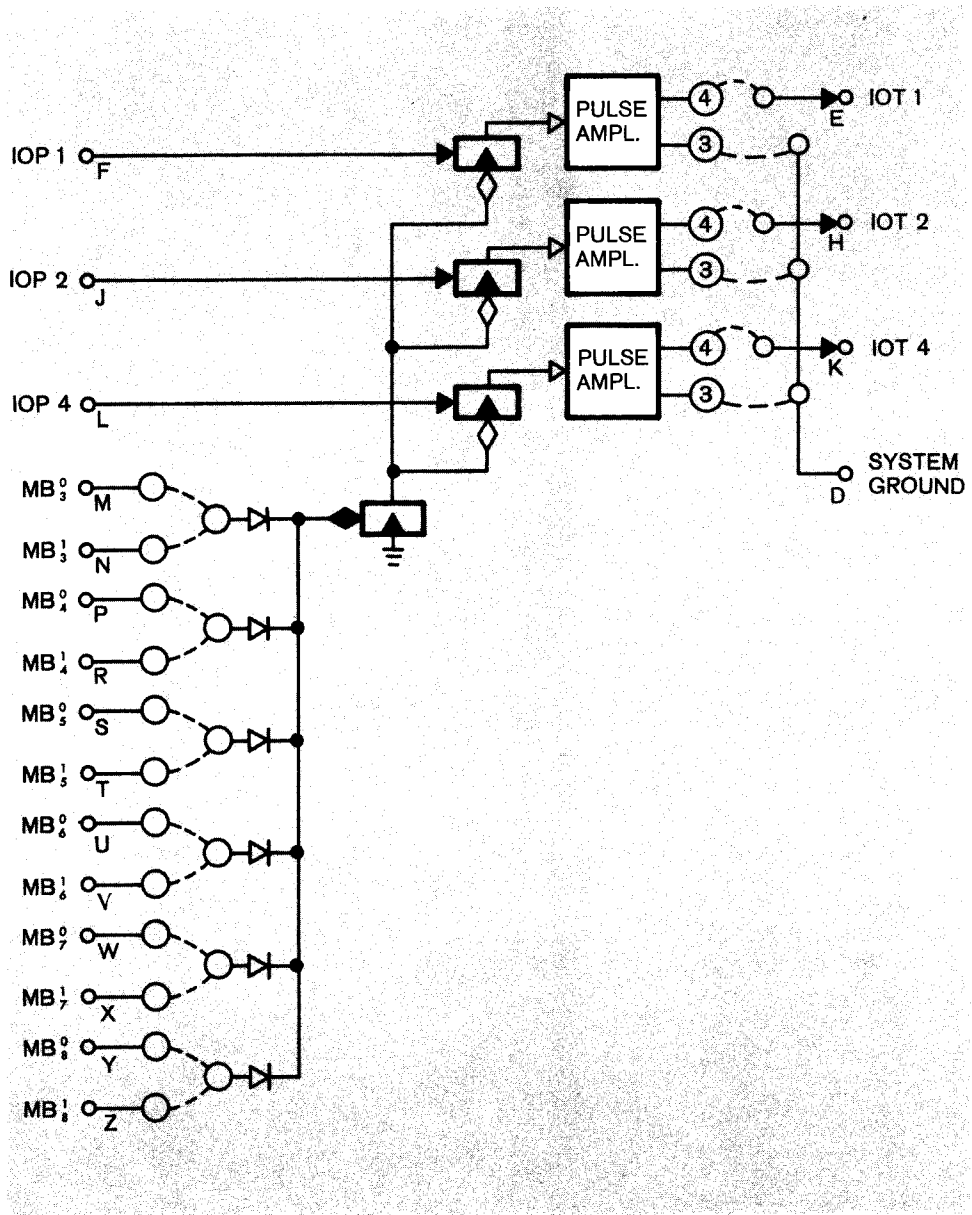 PULSE
AMPL.
4
3
IOT 1
E
IOP 1
F
PULSE
AMPL.
4
3
IOT 2
H
IOP 2
J
PULSE
AMPL.
4
3
IOT 4
K
IOP 4
L
SYSTEM
GROUND
D
MB⁰₃ M
MB¹₃ N
MB⁰₄ P
MB¹₄ R
MB⁰₅ S
MB¹₅ T
MB⁰₆ U
MB¹₆ V
MB⁰₇ W
MB¹₇ X
MB⁰₈ Y
MB¹₈ Z